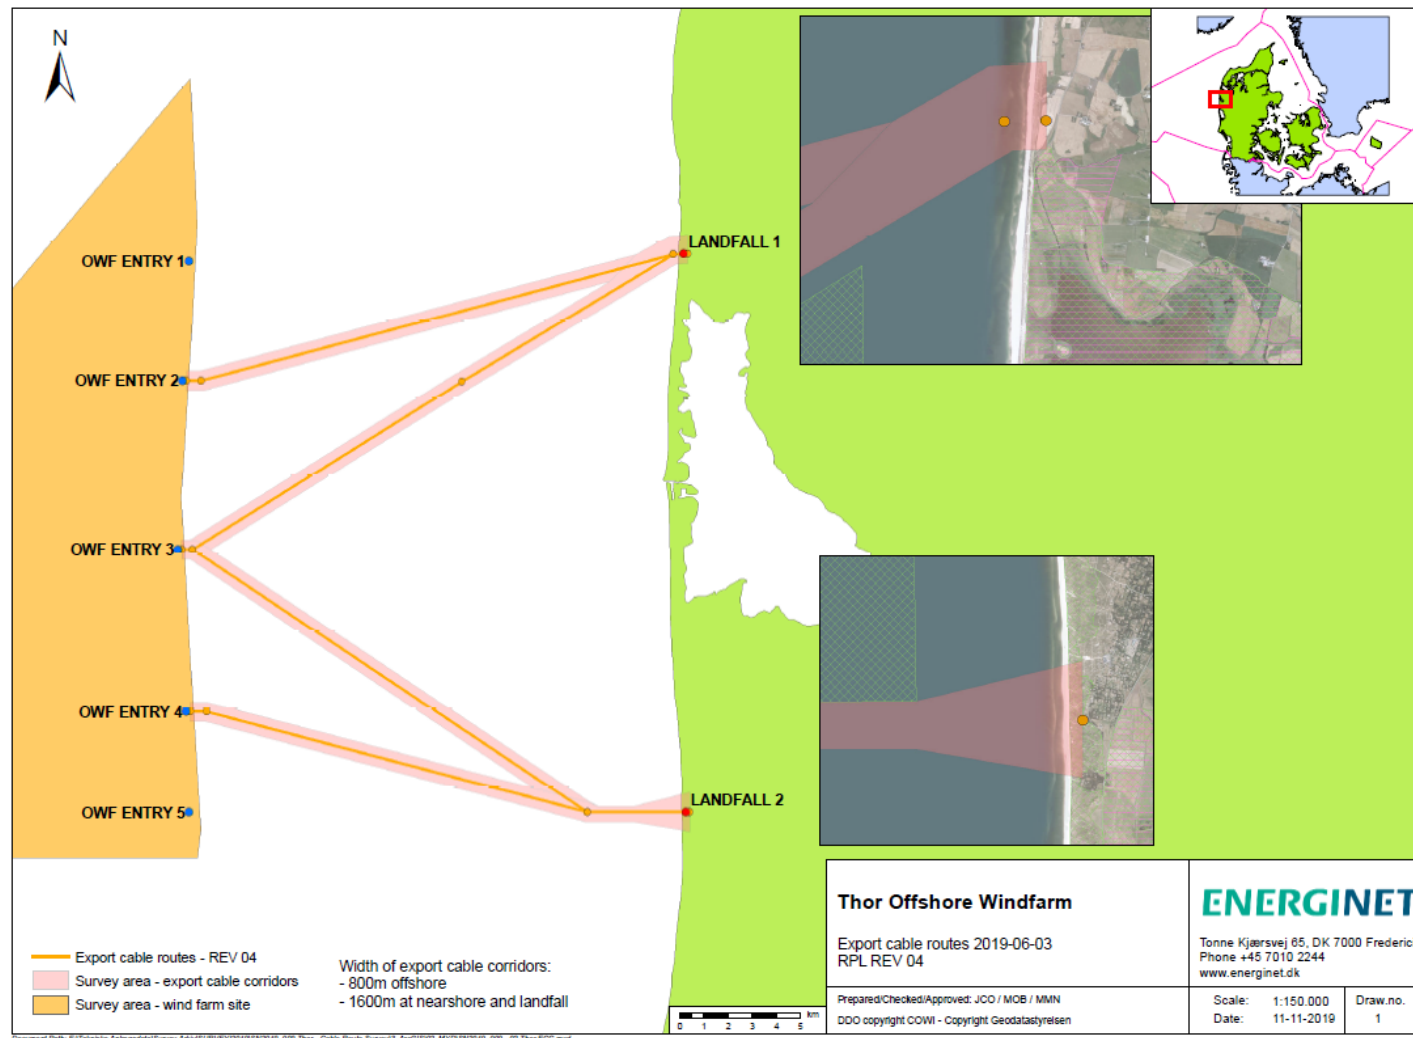 N
OWF ENTRY 1
LANDFALL 1
OWF ENTRY 2
OWF ENTRY 3
OWF ENTRY 4
OWF ENTRY 5
LANDFALL 2
Export cable routes - REV 04
Survey area - export cable corridors
Survey area - wind farm site
Width of export cable corridors:
- 800m offshore
- 1600m at nearshore and landfall
km
0 1 2 3 4 5
Thor Offshore Windfarm
Export cable routes 2019-06-03
RPL REV 04
Prepared/Checked/Approved: JCO / MOB / MMN
DDO copyright COWI - Copyright Geodatastyrelsen
ENERGINET
Tonne Kjærsvej 65, DK 7000 Frederic
Phone +45 7010 2244
www.energinet.dk
Scale: 1:150.000
Date: 11-11-2019
Draw.no.
1